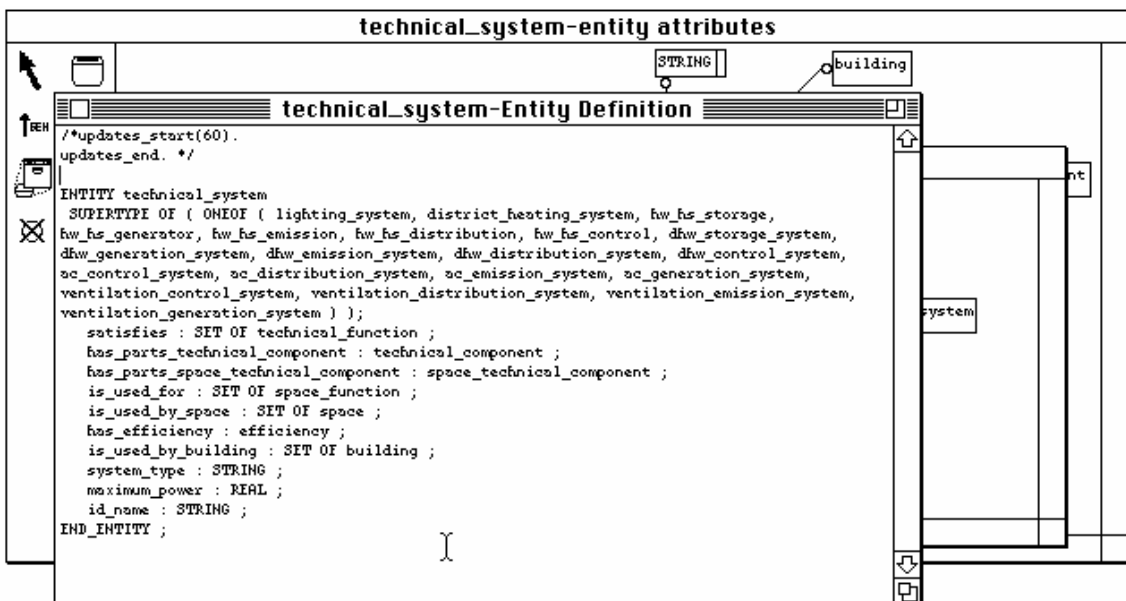 technical_system-entity attributes
STRING
building
technical_system-Entity Definition
/*updates_start(60).
updates_end. */
ENTITY technical_system
SUPERTYPE OF ( ONEOF ( lighting_system, district_heating_system, hw_hs_storage,
hw_hs_generator, hw_hs_emission, hw_hs_distribution, hw_hs_control, dhw_storage_system,
dhw_generation_system, dhw_emission_system, dhw_distribution_system, dhw_control_system,
ac_control_system, ac_distribution_system, ac_emission_system, ac_generation_system,
ventilation_control_system, ventilation_distribution_system, ventilation_emission_system,
ventilation_generation_system ) );
satisfies : SET OF technical_function ;
has_parts_technical_component : technical_component ;
has_parts_space_technical_component : space_technical_component ;
is_used_for : SET OF space_function ;
is_used_by_space : SET OF space ;
has_efficiency : efficiency ;
is_used_by_building : SET OF building ;
system_type : STRING ;
maximum_power : REAL ;
id_name : STRING ;
END_ENTITY ;
BEH
nt
system